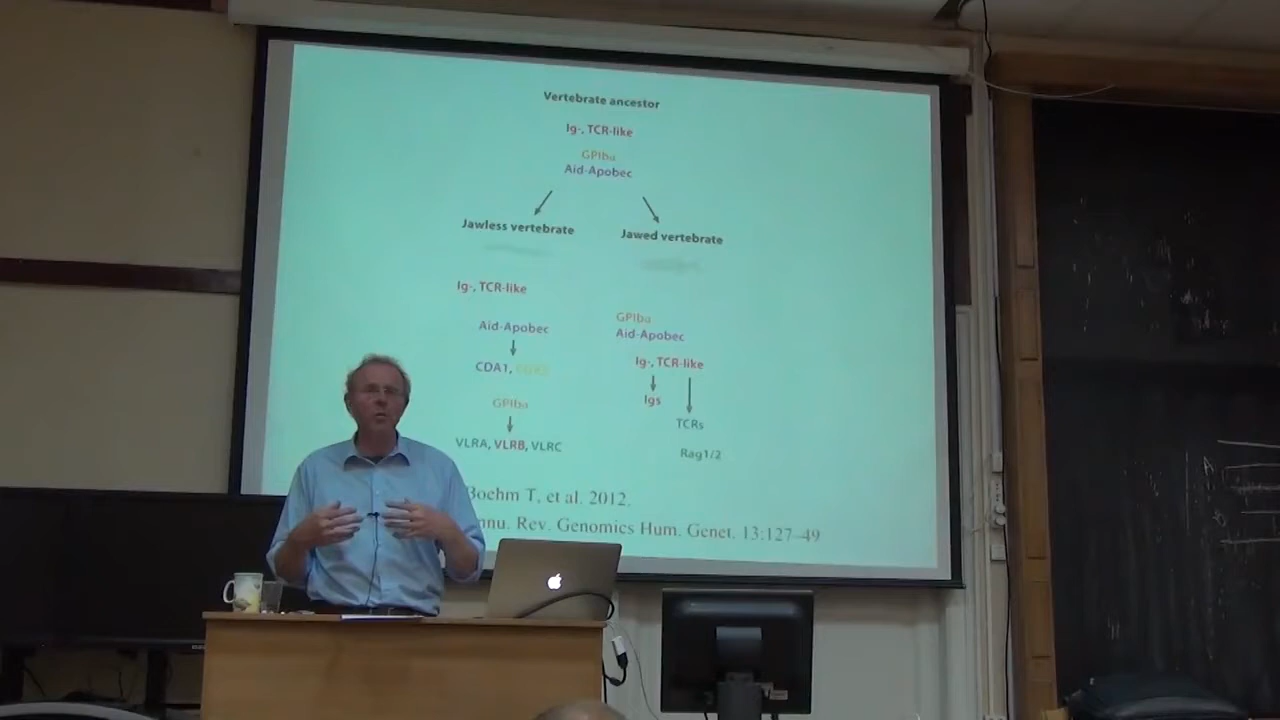 Vertebrate ancestor
Ig-, TCR-like
GPIbα
Aid-Apobec
Jawless vertebrate
Jawed vertebrate
Ig-, TCR-like
Aid-Apobec
CDA1,
GPIbα
VLRA, VLRB, VLRC
GPIbα
Aid-Apobec
Ig-, TCR-like
Igs
TCRs
Rag1/2
Boehm T, et al. 2012.
nnu. Rev. Genomics Hum. Genet. 13:127–49